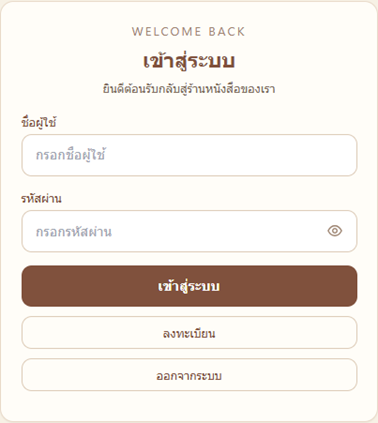 WELCOME BACK
เข้าสู่ระบบ
ยินดีต้อนรับกลับสู่ร้านหนังสือของเรา
ชื่อผู้ใช้
กรอกชื่อผู้ใช้
รหัสผ่าน
กรอกรหัสผ่าน
เข้าสู่ระบบ
ลงทะเบียน
ออกจากระบบ